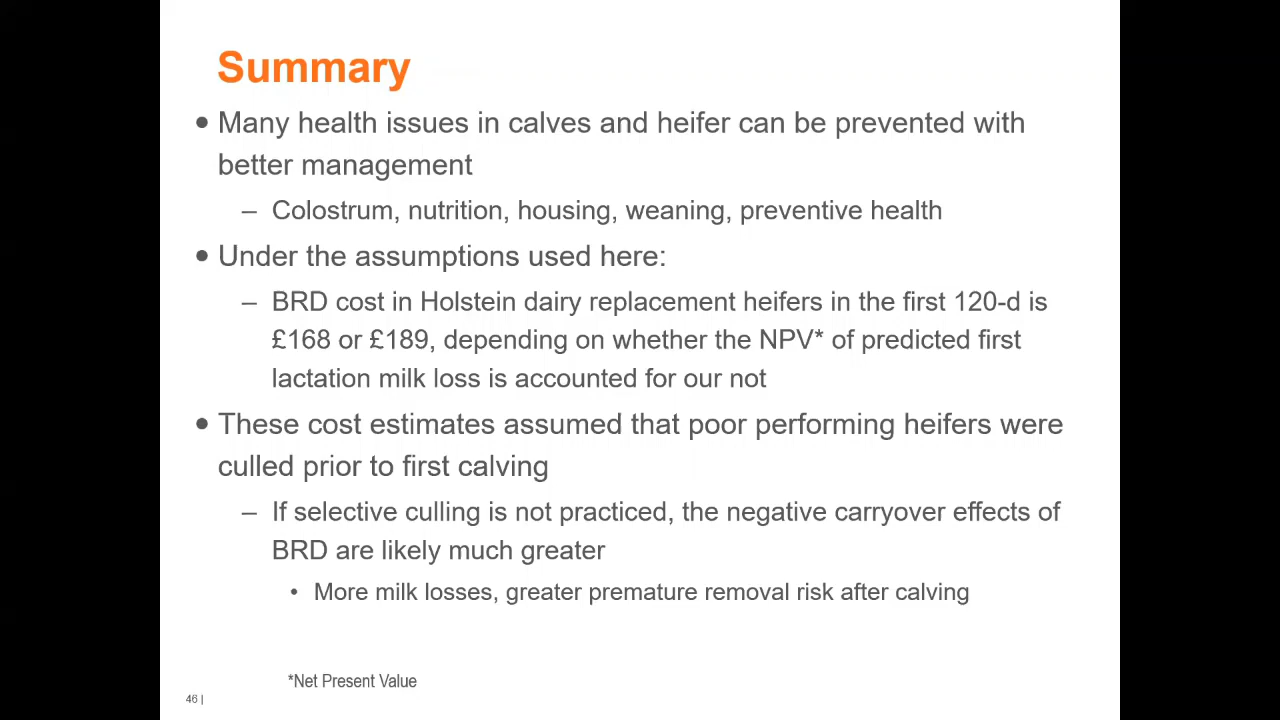 Summary
• Many health issues in calves and heifer can be prevented with
better management
– Colostrum, nutrition, housing, weaning, preventive health
• Under the assumptions used here:
– BRD cost in Holstein dairy replacement heifers in the first 120-d is
£168 or £189, depending on whether the NPV* of predicted first
lactation milk loss is accounted for our not
• These cost estimates assumed that poor performing heifers were
culled prior to first calving
– If selective culling is not practiced, the negative carryover effects of
BRD are likely much greater
• More milk losses, greater premature removal risk after calving
*Net Present Value
46 |